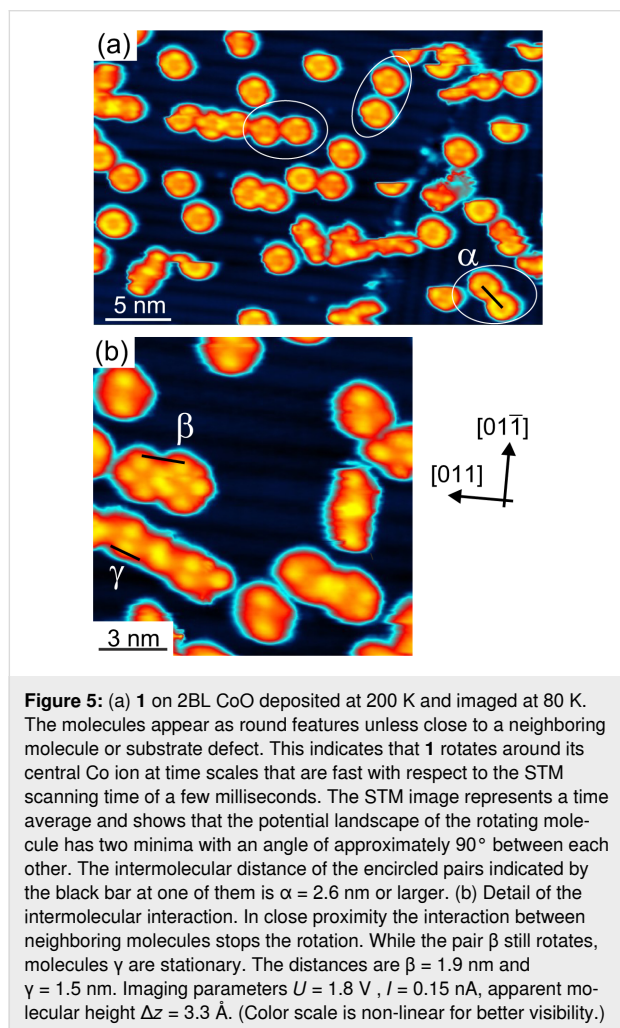 (a)
α
5 nm
(b)
β
γ
3 nm
[011̅]
[011]
Figure 5: (a) 1 on 2BL CoO deposited at 200 K and imaged at 80 K.
The molecules appear as round features unless close to a neighboring
molecule or substrate defect. This indicates that 1 rotates around its
central Co ion at time scales that are fast with respect to the STM
scanning time of a few milliseconds. The STM image represents a time
average and shows that the potential landscape of the rotating mole-
cule has two minima with an angle of approximately 90° between each
other. The intermolecular distance of the encircled pairs indicated by
the black bar at one of them is α = 2.6 nm or larger. (b) Detail of the
intermolecular interaction. In close proximity the interaction between
neighboring molecules stops the rotation. While the pair β still rotates,
molecules γ are stationary. The distances are β = 1.9 nm and
γ = 1.5 nm. Imaging parameters U = 1.8 V , I = 0.15 nA, apparent mo-
lecular height Δz = 3.3 Å. (Color scale is non-linear for better visibility.)